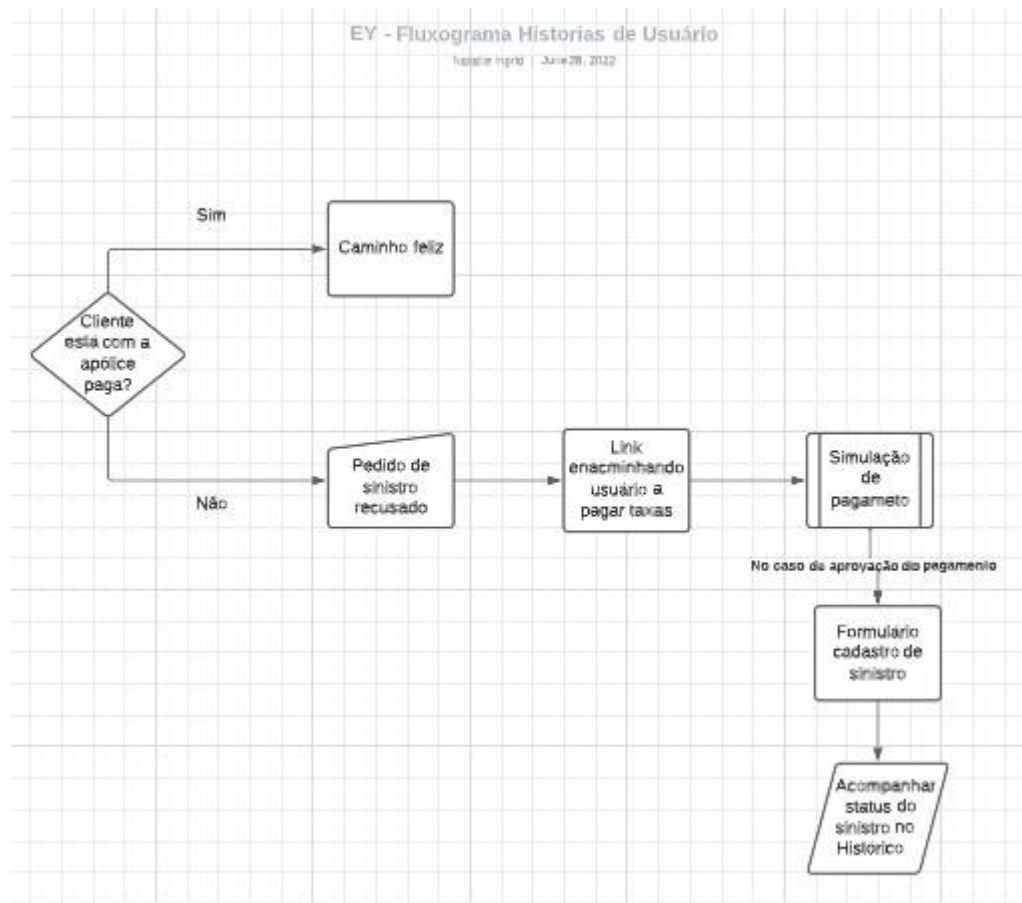 EY - Fluxograma Historias de Usuário
Ingrid | June 28, 2022
Sim
Caminho feliz
Cliente
esta com a
apólice
paga?
Não
Pedido de
sinistro
recusado
Link
enacminhando
usuário a
pagar taxas
Simulação
de
pagameto
No caso de aprovação do pagamento
Formulário
cadastro de
sinistro
Acompanhar
status do
sinistro no
Histórico